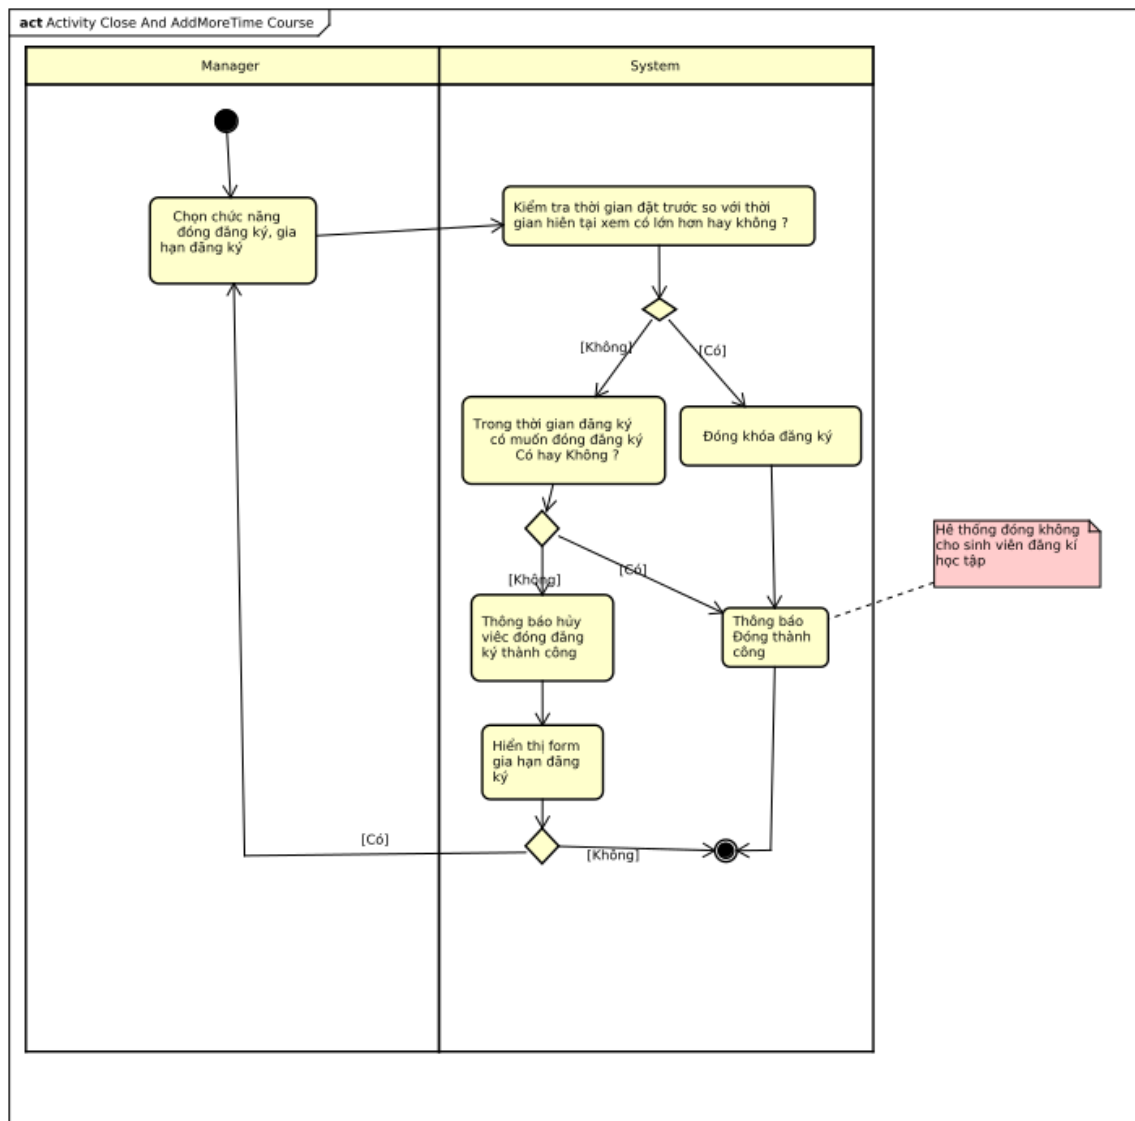 act Activity Close And AddMoreTime Course
Manager
System
Chọn chức năng
đóng đăng ký, gia
hạn đăng ký
Kiểm tra thời gian đặt trước so với thời
gian hiên tại xem có lớn hơn hay không ?
[Không]
[Có]
Trong thời gian đăng ký
có muốn đóng đăng ký
Có hay Không ?
Đóng khóa đăng ký
Hê thống đóng không
cho sinh viên đăng kí
học tập
[Không]
[Có]
Thông báo hủy
viêc đóng đăng
ký thành công
Thông báo
Đóng thành
công
Hiển thị form
gia hạn đăng
ký
[Có]
[Không]